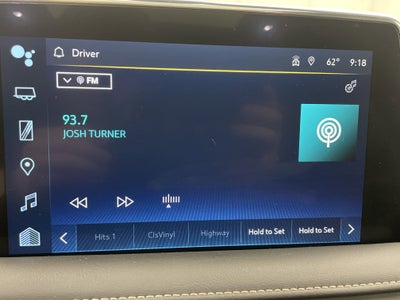 Driver 62° 9:18
FM
93.7
JOSH TURNER
Hits 1 ClsVinyl Highway Hold to Set Hold to Set